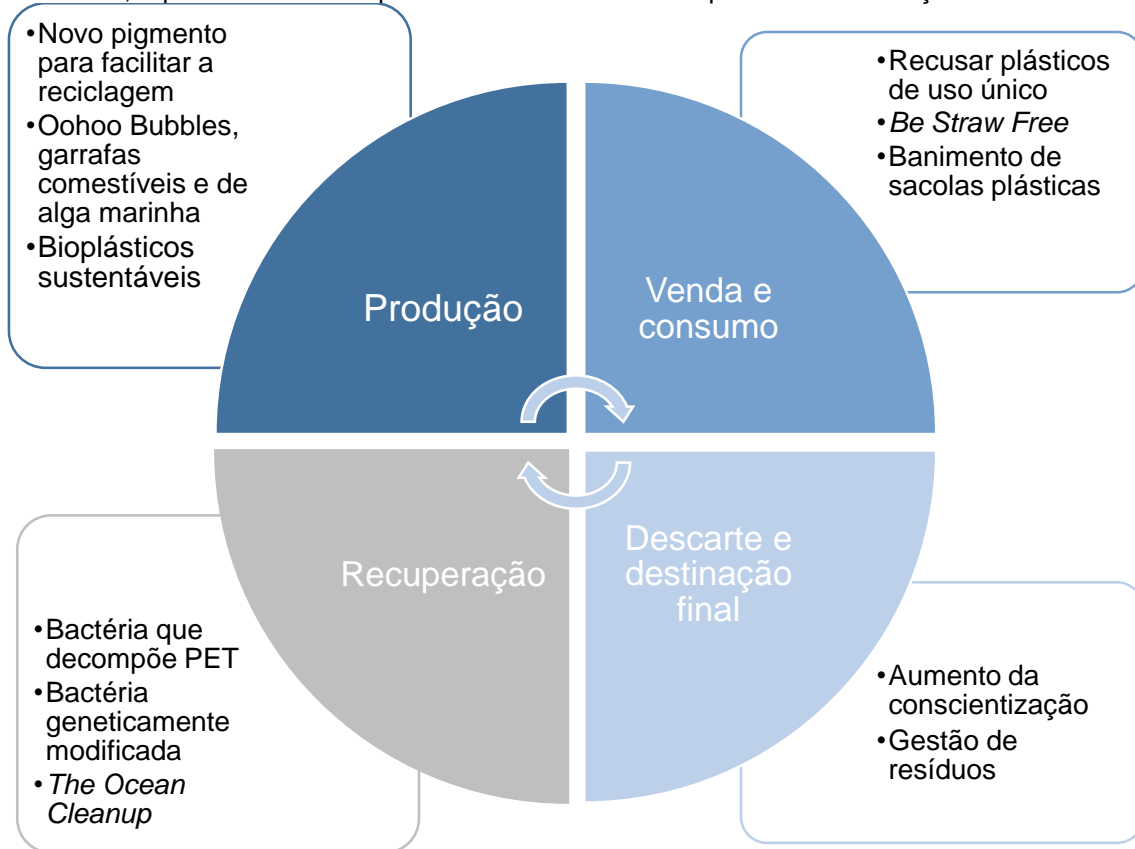 •Novo pigmento
para facilitar a
reciclagem
•Oohoo Bubbles,
garrafas
comestíveis e de
alga marinha
•Bioplásticos
sustentáveis
•Recusar plásticos
de uso único
•Be Straw Free
•Banimento de
sacolas plásticas
Produção
Venda e
consumo
Recuperação
Descarte e
destinação
final
•Bactéria que
decompõe PET
•Bactéria
geneticamente
modificada
•The Ocean
Cleanup
•Aumento da
conscientização
•Gestão de
resíduos